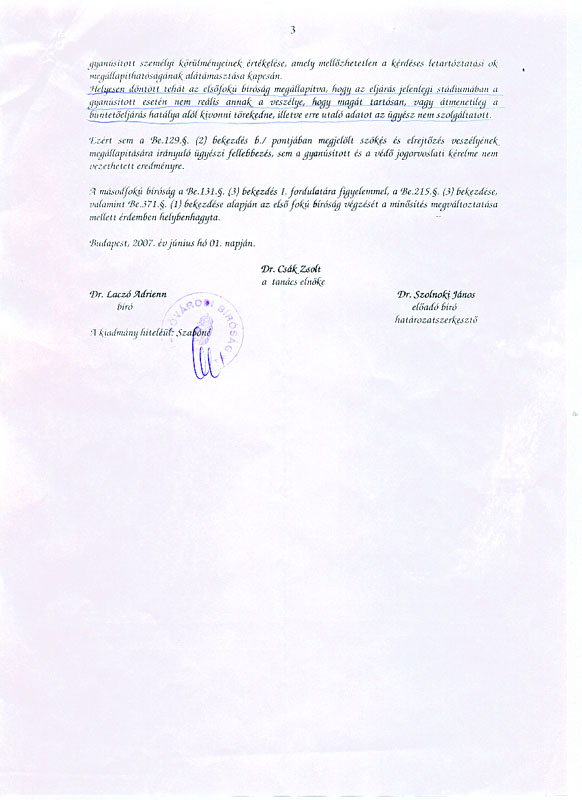 3
gyanúsított személyi körülményeinek értékelése, amely mellőzhetetlen a kérdéses letartóztatási ok
megállapíthatóságának alátámasztása kapcsán.
Helyesen döntött tehát az elsőfokú bíróság megállapítva, hogy az eljárás jelenlegi stádiumában a
gyanúsított esetén nem reális annak a veszélye, hogy magát tartósan, vagy átmenetileg a
büntetőeljárás hatálya alól kivonni törekedne, illetve erre utaló adatot az ügyész nem szolgáltatott.
Ezért sem a Be.129.§. (2) bekezdés b./ pontjában megjelölt szökés és elrejtőzés veszélyének
megállapítására irányuló ügyészi fellebbezés, sem a gyanúsított és a védő jogorvoslati kérelme nem
vezethetett eredményre.
A másodfokú bíróság a Be.131.§. (3) bekezdés I. fordulatára figyelemmel, a Be.215.§. (3) bekezdése,
valamint Be.371.§. (1) bekezdése alapján az első fokú bíróság végzését a minősítés megváltoztatása
mellett érdemben helybenhagyta.
Budapest, 2007. év június hó 01. napján.
Dr. Csák Zsolt
a tanács elnöke
Dr. Laczó Adrienn
bíró
Dr. Szolnoki János
előadó bíró
határozatszerkesztő
A kiadmány hiteléül: Szabóné
FŐVÁROSI BÍRÓSÁG